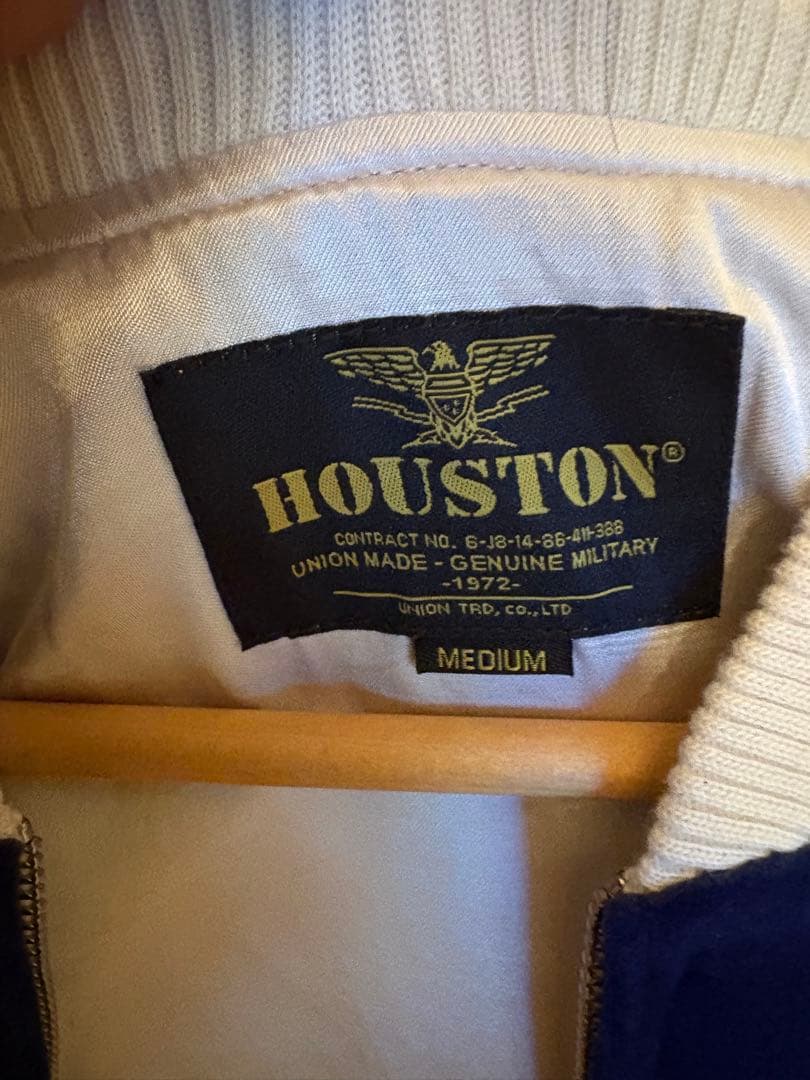 HOUSTON®
CONTRACT NO. 6-J8-14-86-411-388
UNION MADE - GENUINE MILITARY
-1972-
UNION TRD, CO.,LTD
MEDIUM